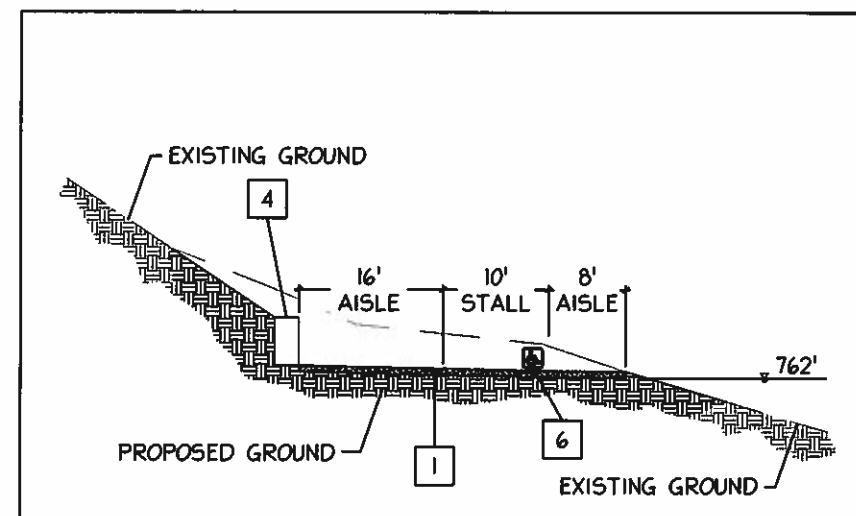 EXISTING GROUND
4
16' 10' 8'
AISLE STALL AISLE
762'
6
PROPOSED GROUND
1
EXISTING GROUND